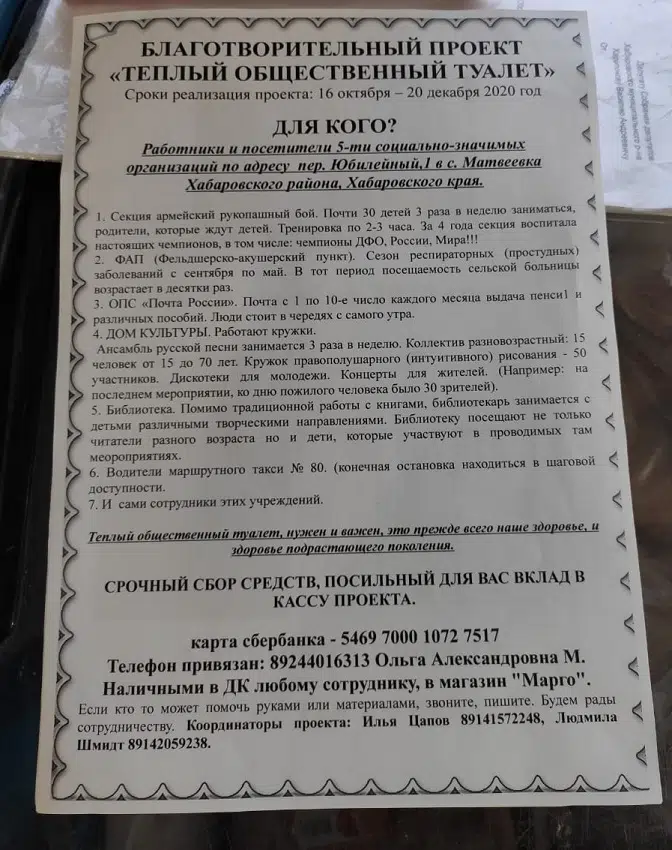 БЛАГОТВОРИТЕЛЬНЫЙ ПРОЕКТ
«ТЕПЛЫЙ ОБЩЕСТВЕННЫЙ ТУАЛЕТ»
Сроки реализация проекта: 16 октября – 20 декабря 2020 год
ДЛЯ КОГО?
Работники и посетители 5-ти социально-значимых
организаций по адресу пер. Юбилейный,1 в с. Матвеевка
Хабаровского района, Хабаровского края.
1. Секция армейский рукопашный бой. Почти 30 детей 3 раза в неделю заниматься,
родители, которые ждут детей. Тренировка по 2-3 часа. За 4 года секция воспитала
настоящих чемпионов, в том числе: чемпионы ДФО, России, Мира!!!
2. ФАП (Фельдшерско-акушерский пункт). Сезон респираторных (простудных)
заболеваний с сентября по май. В тот период посещаемость сельской больницы
возрастает в десятки раз.
3. ОПС «Почта России». Почта с 1 по 10-е число каждого месяца выдача пенси1 и
различных пособий. Люди стоит в чередях с самого утра.
4. ДОМ КУЛЬТУРЫ. Работают кружки.
Ансамбль русской песни занимается 3 раза в неделю. Коллектив разновозрастный: 15
человек от 15 до 70 лет. Кружок правополушарного (интуитивного) рисования - 50
участников. Дискотеки для молодежи. Концерты для жителей. (Например: на
последнем мероприятии, ко дню пожилого человека было 30 зрителей).
5. Библиотека. Помимо традиционной работы с книгами, библиотекарь занимается с
детьми различными творческими направлениями. Библиотеку посещают не только
читатели разного возраста но и дети, которые участвуют в проводимых там
меороприятиях.
6. Водители маршрутного такси № 80. (конечная остановка находиться в шаговой
доступности.
7. И сами сотрудники этих учреждений.
Теплый общественный туалет, нужен и важен, это прежде всего наше здоровье, и
здоровье подрастающего поколения.
СРОЧНЫЙ СБОР СРЕДСТВ, ПОСИЛЬНЫЙ ДЛЯ ВАС ВКЛАД В
КАССУ ПРОЕКТА.
карта сбербанка - 5469 7000 1072 7517
Телефон привязан: 89244016313 Ольга Александровна М.
Наличными в ДК любому сотруднику, в магазин "Марго".
Если кто то может помочь руками или материалами, звоните, пишите. Будем рады
сотрудничеству. Координаторы проекта: Илья Цапов 89141572248, Людмила
Шмидт 89142059238.